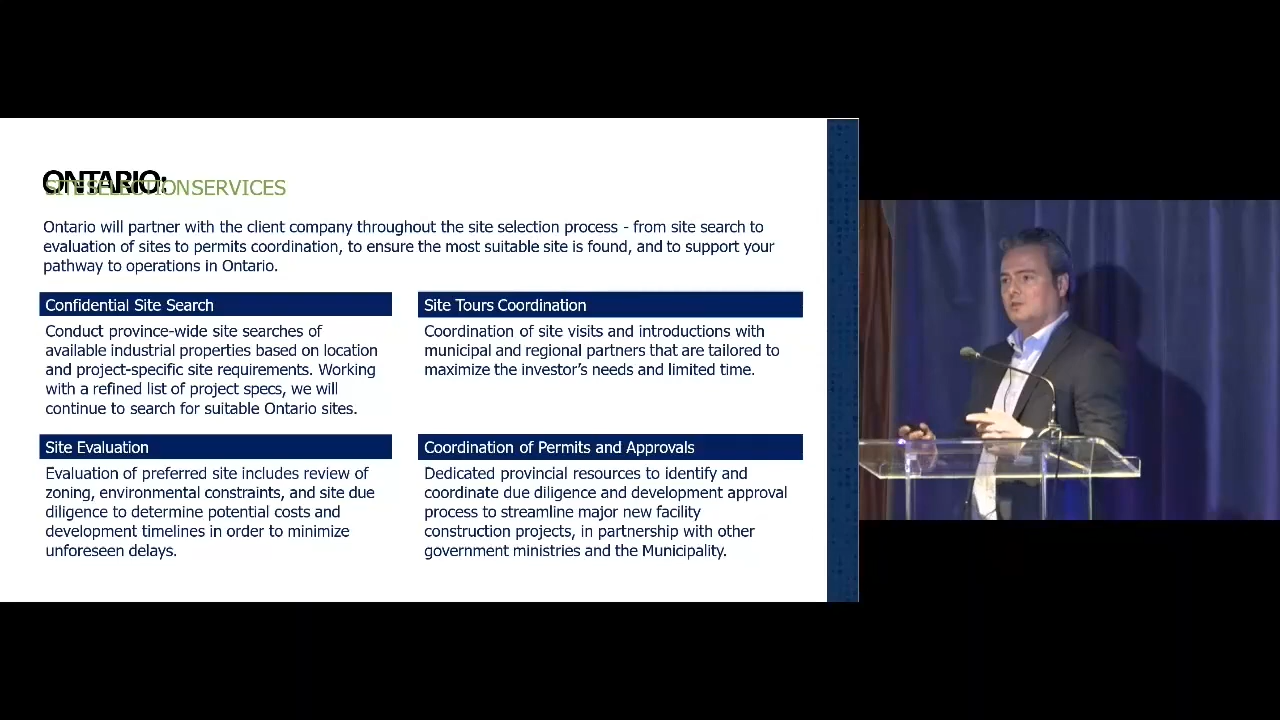 ONTARIO:
SITE SELECTION SERVICES
Ontario will partner with the client company throughout the site selection process - from site search to
evaluation of sites to permits coordination, to ensure the most suitable site is found, and to support your
pathway to operations in Ontario.
Confidential Site Search
Conduct province-wide site searches of
available industrial properties based on location
and project-specific site requirements. Working
with a refined list of project specs, we will
continue to search for suitable Ontario sites.
Site Tours Coordination
Coordination of site visits and introductions with
municipal and regional partners that are tailored to
maximize the investor's needs and limited time.
Site Evaluation
Evaluation of preferred site includes review of
zoning, environmental constraints, and site due
diligence to determine potential costs and
development timelines in order to minimize
unforeseen delays.
Coordination of Permits and Approvals
Dedicated provincial resources to identify and
coordinate due diligence and development approval
process to streamline major new facility
construction projects, in partnership with other
government ministries and the Municipality.